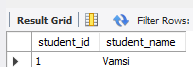 Result Grid Filter Rows:
student_id student_name
1 Vamsi